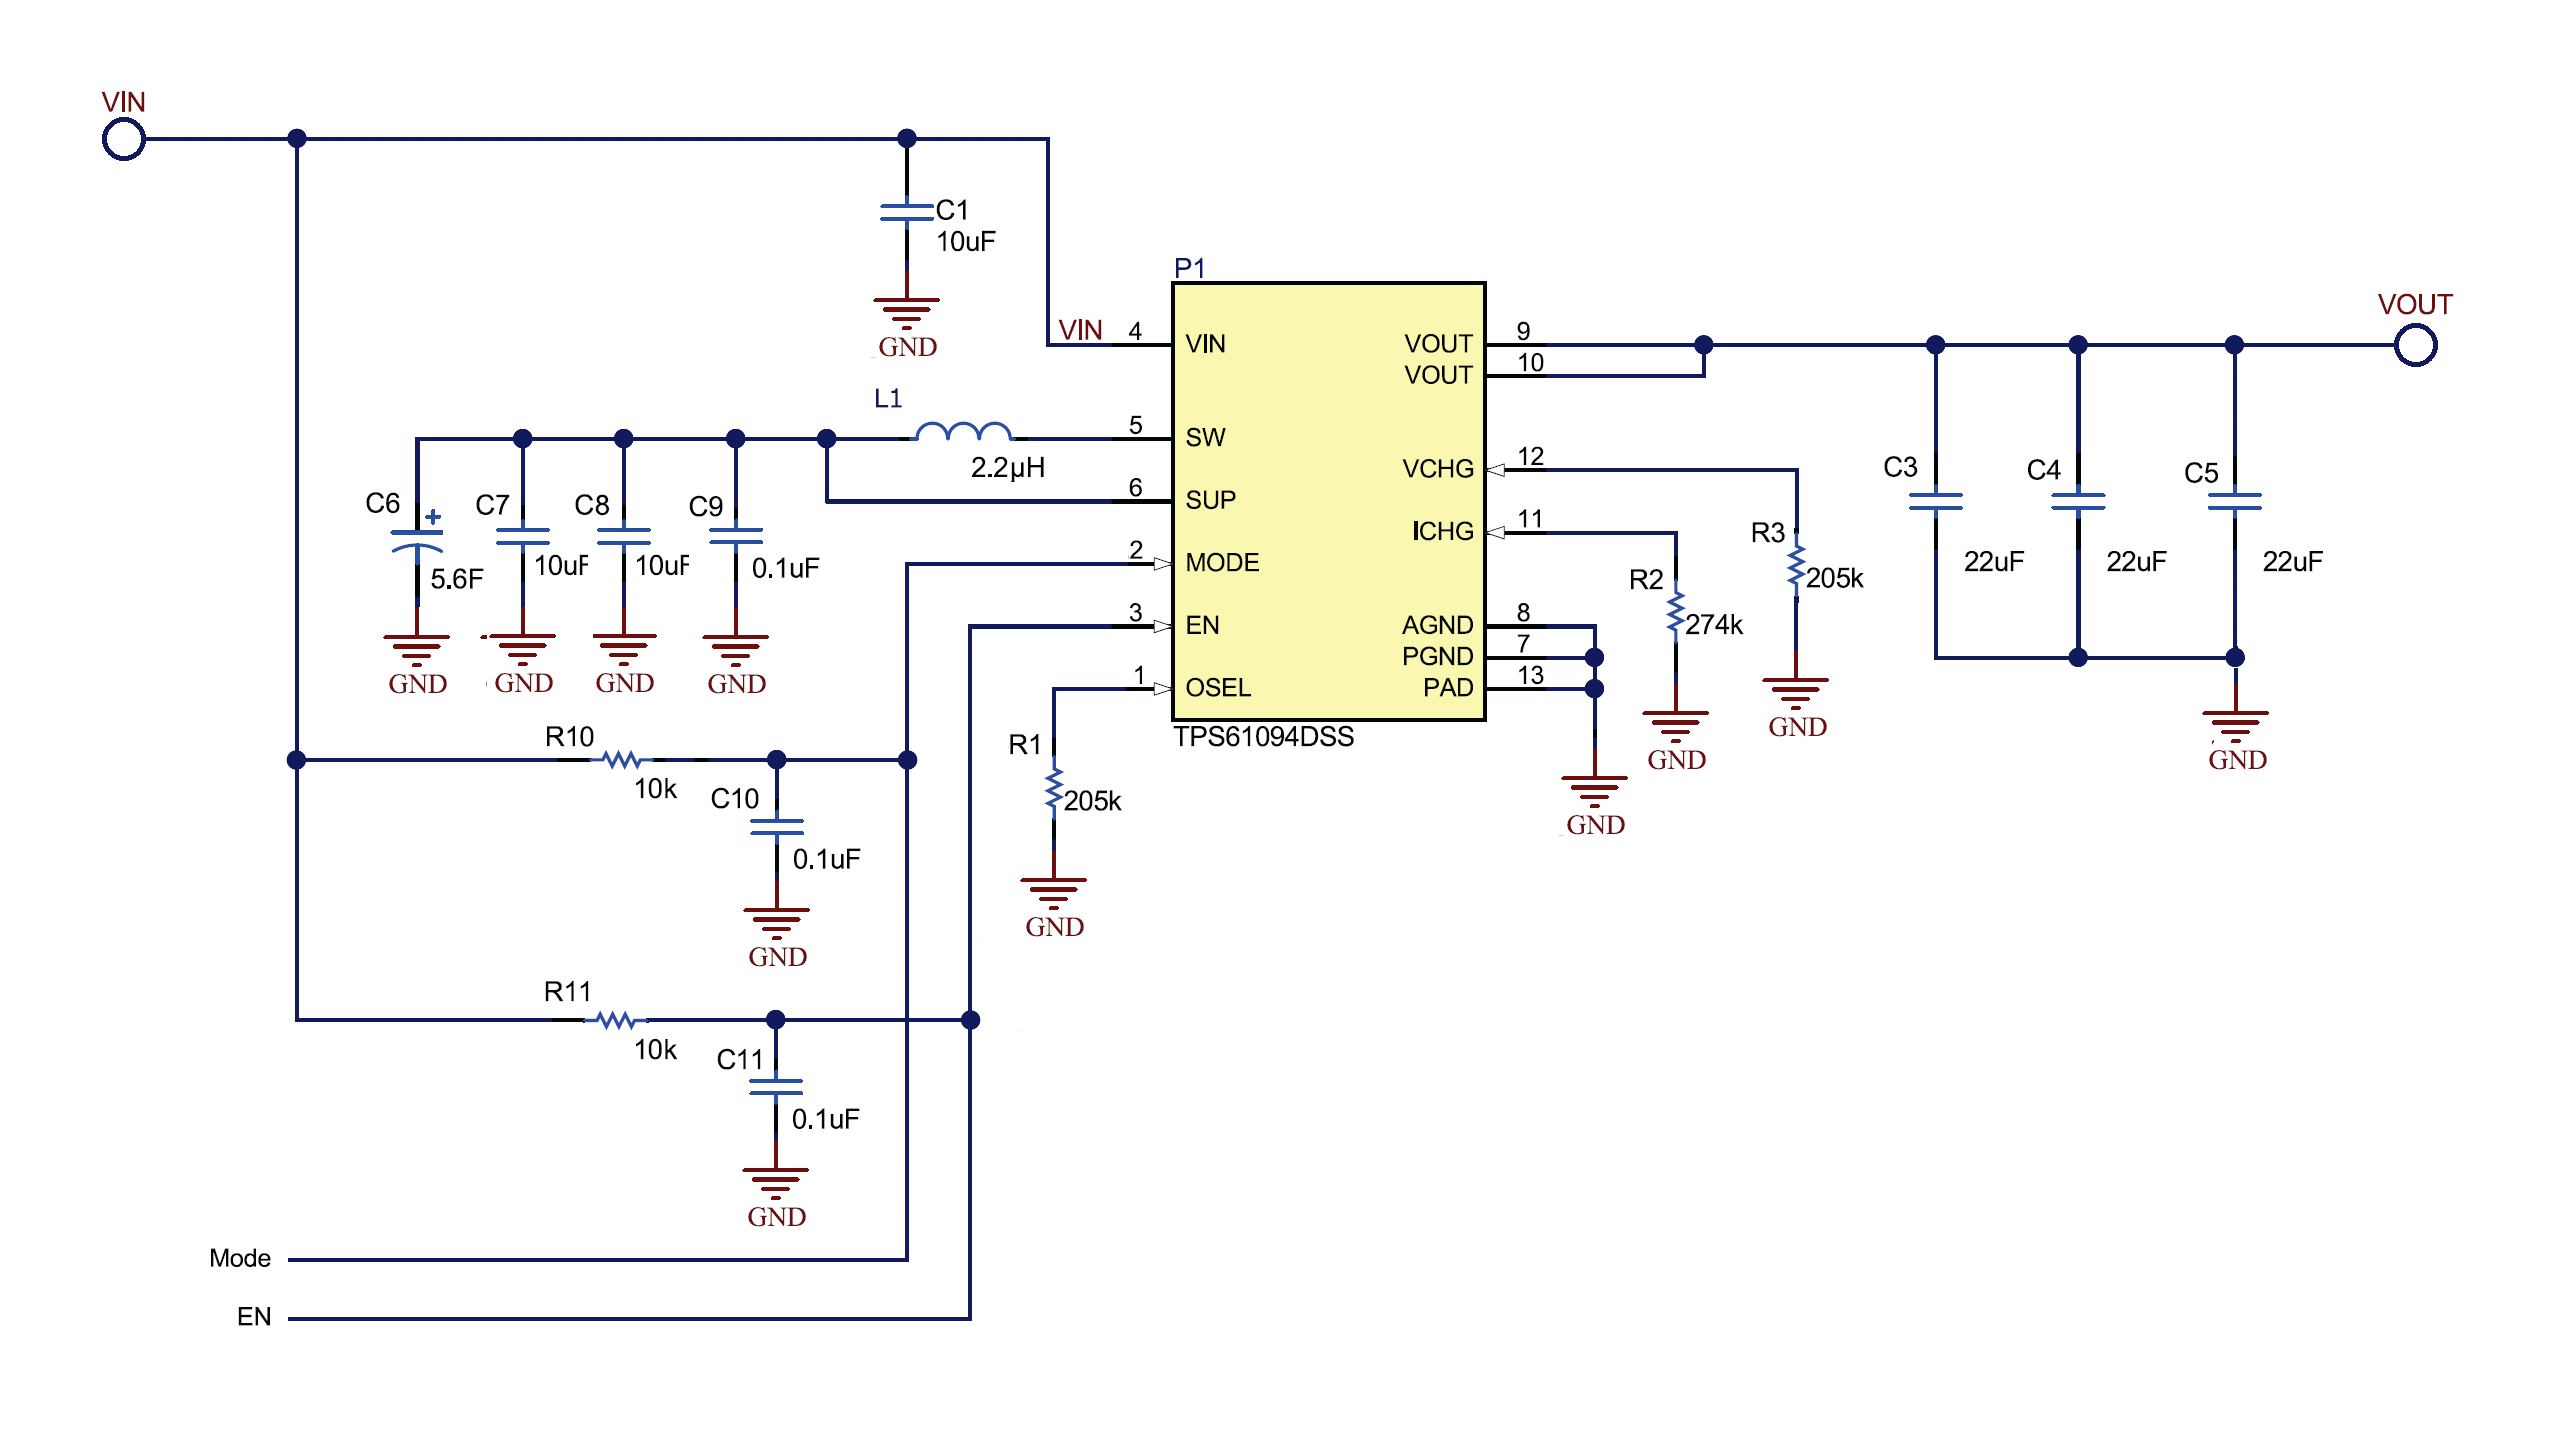 VIN
C1
10uF
GND
P1
VIN
4
VIN
VOUT
9
VOUT
10
VOUT
L1
2.2µH
5
SW
6
SUP
VCHG
12
C6
+
5.6F
C7
10uF
C8
10uF
C9
0.1uF
GND
GND
GND
GND
2
MODE
ICHG
11
R3
205k
R2
274k
C3
22uF
C4
22uF
C5
22uF
3
EN
AGND
8
PGND
7
1
OSEL
PAD
13
TPS61094DSS
GND
GND
GND
GND
R10
10k
C10
0.1uF
GND
R1
205k
GND
R11
10k
C11
0.1uF
GND
Mode
EN